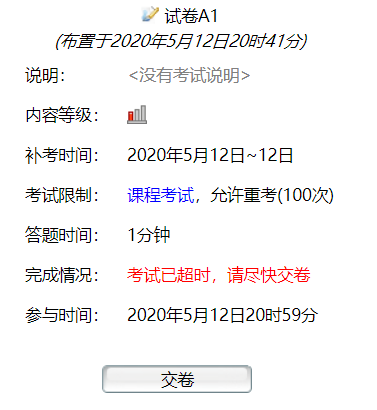 试卷A1
(布置于2020年5月12日20时41分)
说明： <没有考试说明>
内容等级：
补考时间： 2020年5月12日~12日
考试限制： 课程考试，允许重考(100次)
答题时间： 1分钟
完成情况： 考试已超时，请尽快交卷
参与时间： 2020年5月12日20时59分
交卷